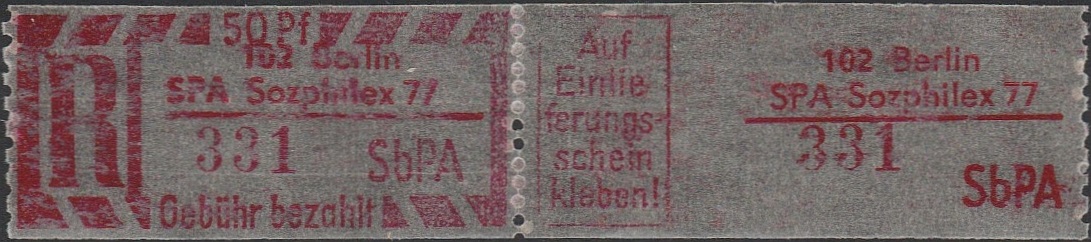 50 Pf
R
102 Berlin
SPA Sozphilex 77
331
SbPA
Gebühr bezahlt
Auf
Einlie
ferungs-
schein
kleben!
102 Berlin
SPA Sozphilex 77
331
SbPA